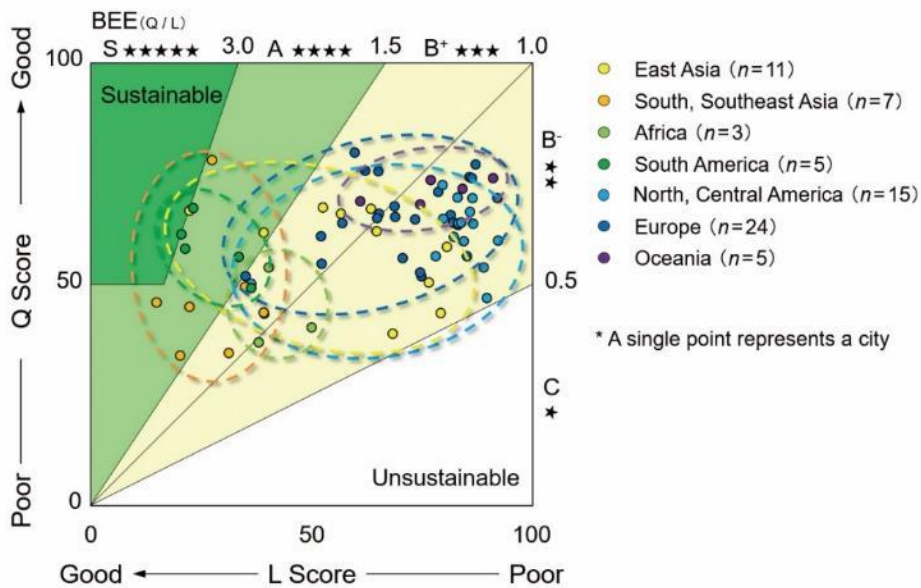 BEE(Q / L)
S ★★★★★ 3.0 A ★★★★ 1.5 B+ ★★★ 1.0
100
Sustainable
B-
★★
50
0.5
C
★
Unsustainable
0
0 50 100
Good ← L Score — Poor
Poor — Q Score → Good
East Asia (n=11)
South, Southeast Asia (n=7)
Africa (n=3)
South America (n=5)
North, Central America (n=15)
Europe (n=24)
Oceania (n=5)
* A single point represents a city